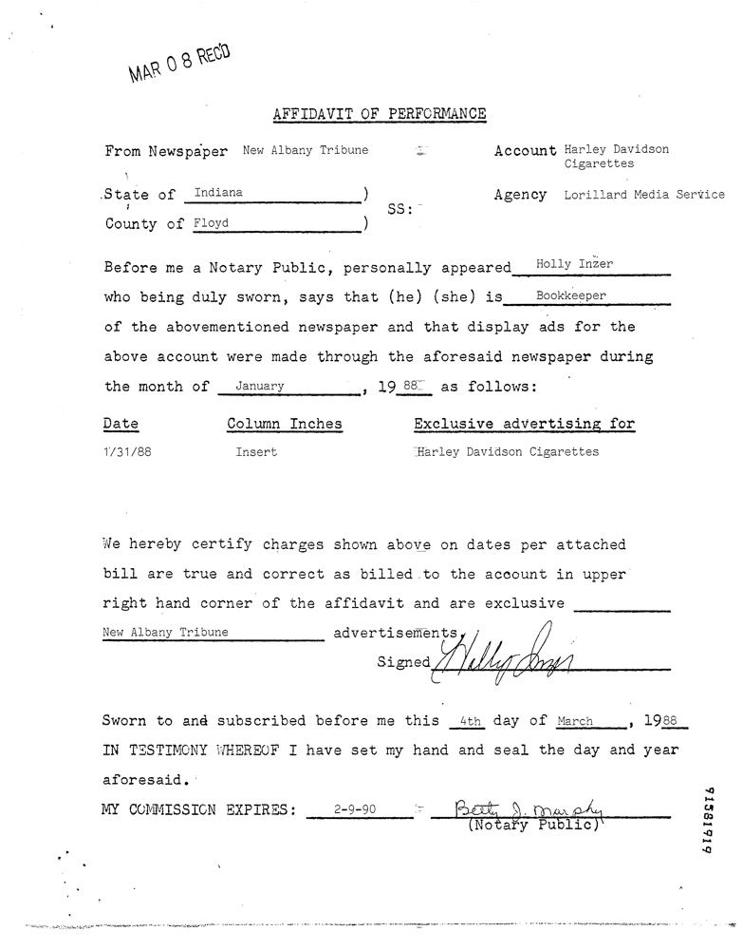 MAR 08 REC'D
AFFIDAVIT OF PERFORMANCE
From Newspaper New Albany Tribune Account Harley Davidson
Cigarettes
State of Indiana )
SS:
Agency Lorillard Media Service
County of Floyd )
Before me a Notary Public, personally appeared Holly Inzer
who being duly sworn, says that (he) (she) is Bookkeeper
of the abovementioned newspaper and that display ads for the
above account were made through the aforesaid newspaper during
the month of January, 1988 as follows:
Date Column Inches Exclusive advertising for
1/31/88 Insert Harley Davidson Cigarettes
We hereby certify charges shown above on dates per attached
bill are true and correct as billed to the account in upper
right hand corner of the affidavit and are exclusive
New Albany Tribune advertisements,
Signed Holly Inzer
Sworn to and subscribed before me this 4th day of March, 1988
IN TESTIMONY WHEREOF I have set my hand and seal the day and year
aforesaid.
MY COMMISSION EXPIRES: 2-9-90 Betty J. Murphy
(Notary Public)
91581919